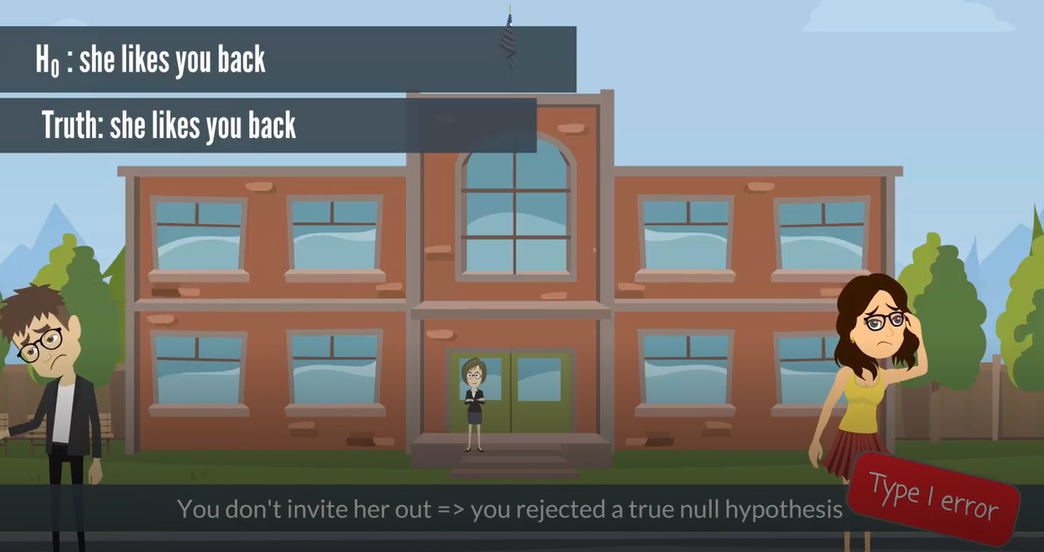 H₀ : she likes you back
Truth: she likes you back
You don't invite her out => you rejected a true null hypothesis
Type I error